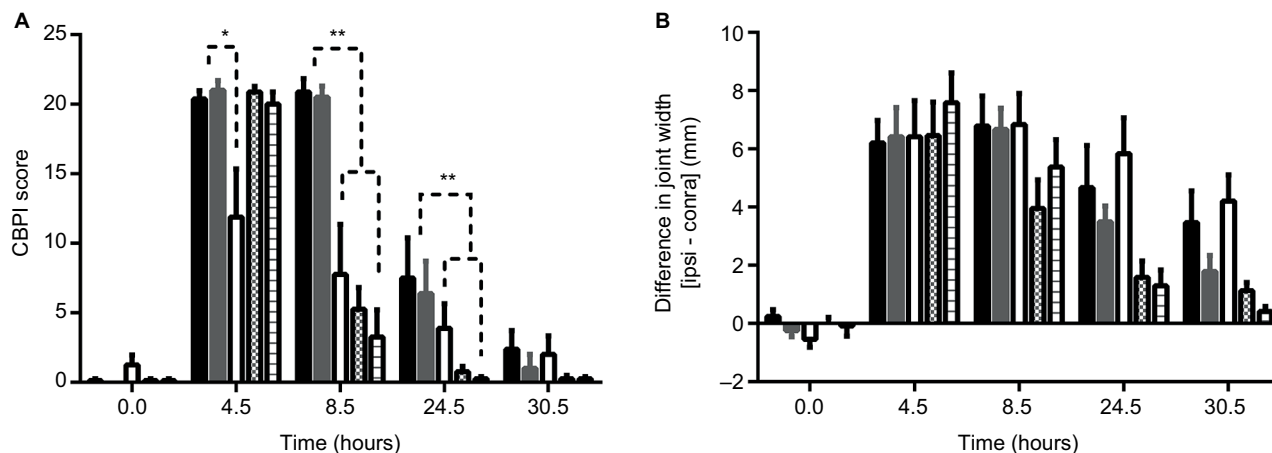 A
CBPI score
25
20
15
10
5
0
*
**
**
0.0 4.5 8.5 24.5 30.5
Time (hours)
B
Difference in joint width
[ipsi - conra] (mm)
10
8
6
4
2
0
–2
0.0 4.5 8.5 24.5 30.5
Time (hours)